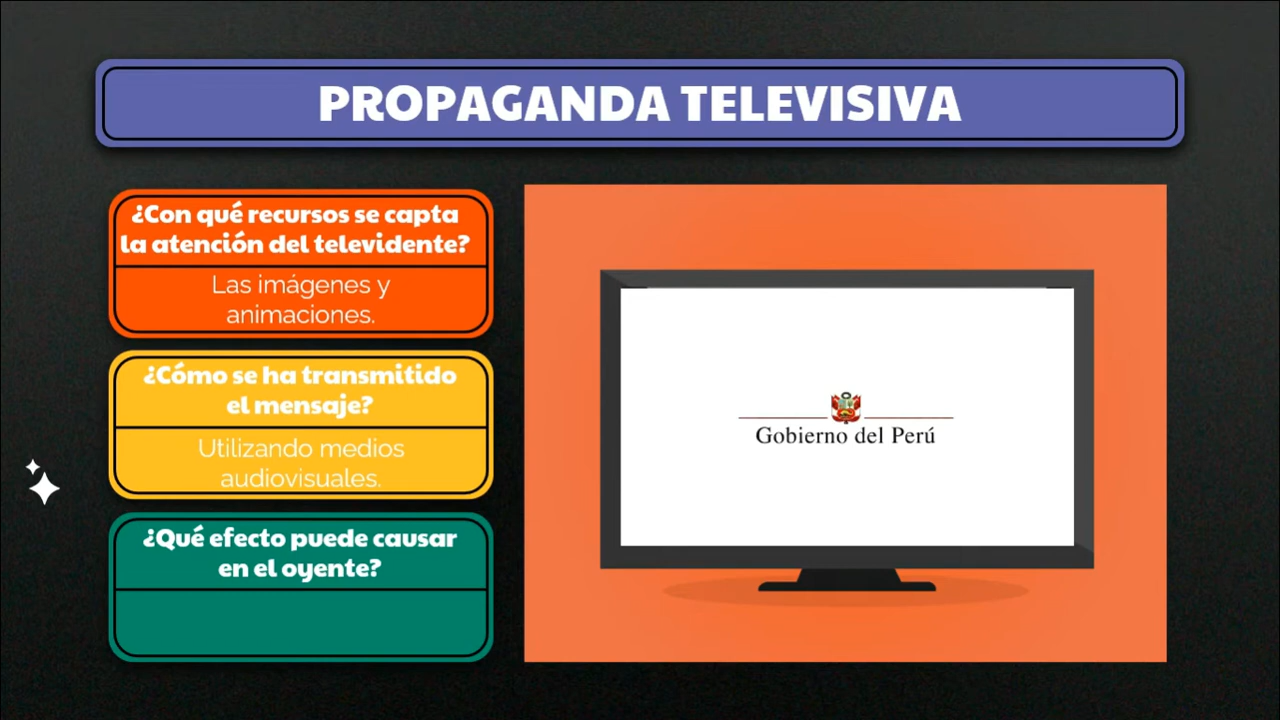 PROPAGANDA TELEVISIVA
¿Con qué recursos se capta
la atención del televidente?
Las imágenes y
animaciones.
¿Cómo se ha transmitido
el mensaje?
Utilizando medios
audiovisuales.
¿Qué efecto puede causar
en el oyente?
Gobierno del Perú